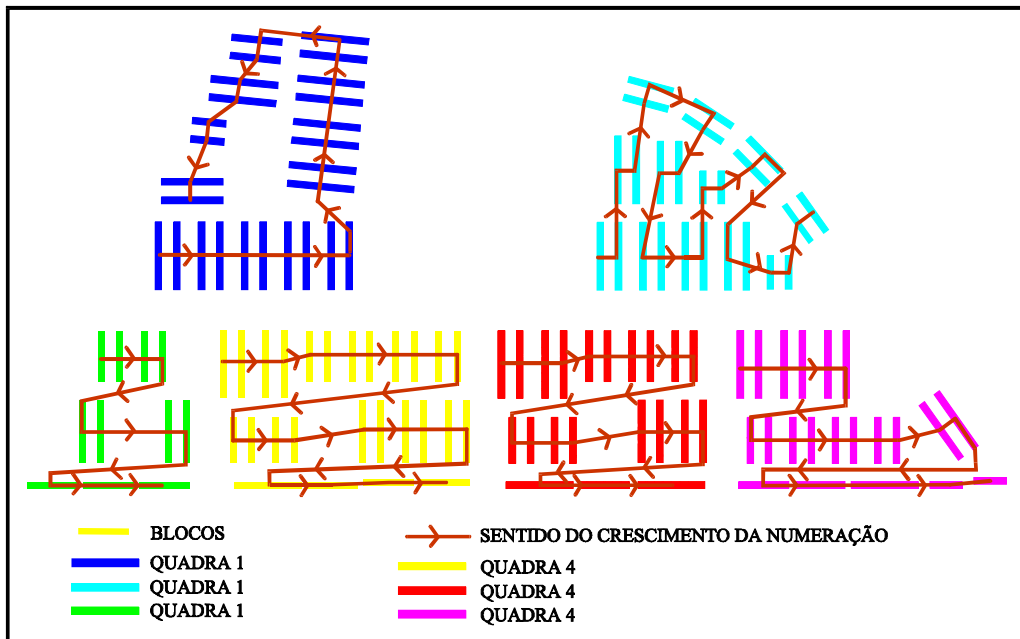 BLOCOS
SENTIDO DO CRESCIMENTO DA NUMERAÇÃO
QUADRA 1
QUADRA 4
QUADRA 1
QUADRA 4
QUADRA 1
QUADRA 4